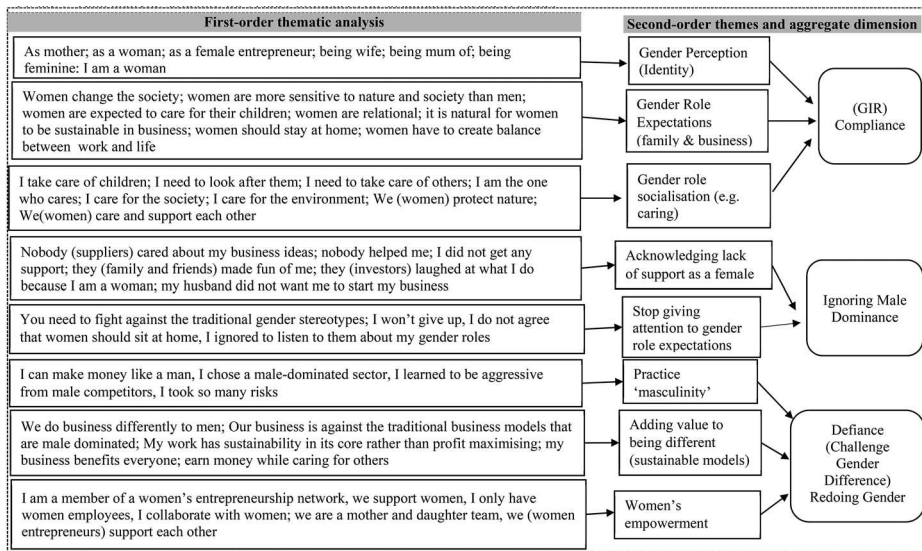 First-order thematic analysis
Second-order themes and aggregate dimension
As mother; as a woman; as a female entrepreneur; being wife; being mum of; being
feminine: I am a woman
Gender Perception
(Identity)
Women change the society; women are more sensitive to nature and society than men;
women are expected to care for their children; women are relational; it is natural for women
to be sustainable in business; women should stay at home; women have to create balance
between work and life
Gender Role
Expectations
(family & business)
(GIR)
Compliance
I take care of children; I need to look after them; I need to take care of others; I am the one
who cares; I care for the society; I care for the environment; We (women) protect nature;
We(women) care and support each other
Gender role
socialisation (e.g.
caring)
Nobody (suppliers) cared about my business ideas; nobody helped me; I did not get any
support; they (family and friends) made fun of me; they (investors) laughed at what I do
because I am a woman; my husband did not want me to start my business
Acknowledging lack
of support as a female
Ignoring Male
Dominance
You need to fight against the traditional gender stereotypes; I won't give up, I do not agree
that women should sit at home, I ignored to listen to them about my gender roles
Stop giving
attention to gender
role expectations
I can make money like a man, I chose a male-dominated sector, I learned to be aggressive
from male competitors, I took so many risks
Practice
'masculinity'
We do business differently to men; Our business is against the traditional business models
that are male dominated; My work has sustainability in its core rather than profit maximising; my
business benefits everyone; earn money while caring for others
Adding value to
being different
(sustainable models)
Defiance
(Challenge
Gender
Difference)
Redoing Gender
I am a member of a women's entrepreneurship network, we support women, I only have
women employees, I collaborate with women; we are a mother and daughter team, we (women
entrepreneurs) support each other
Women's
empowerment